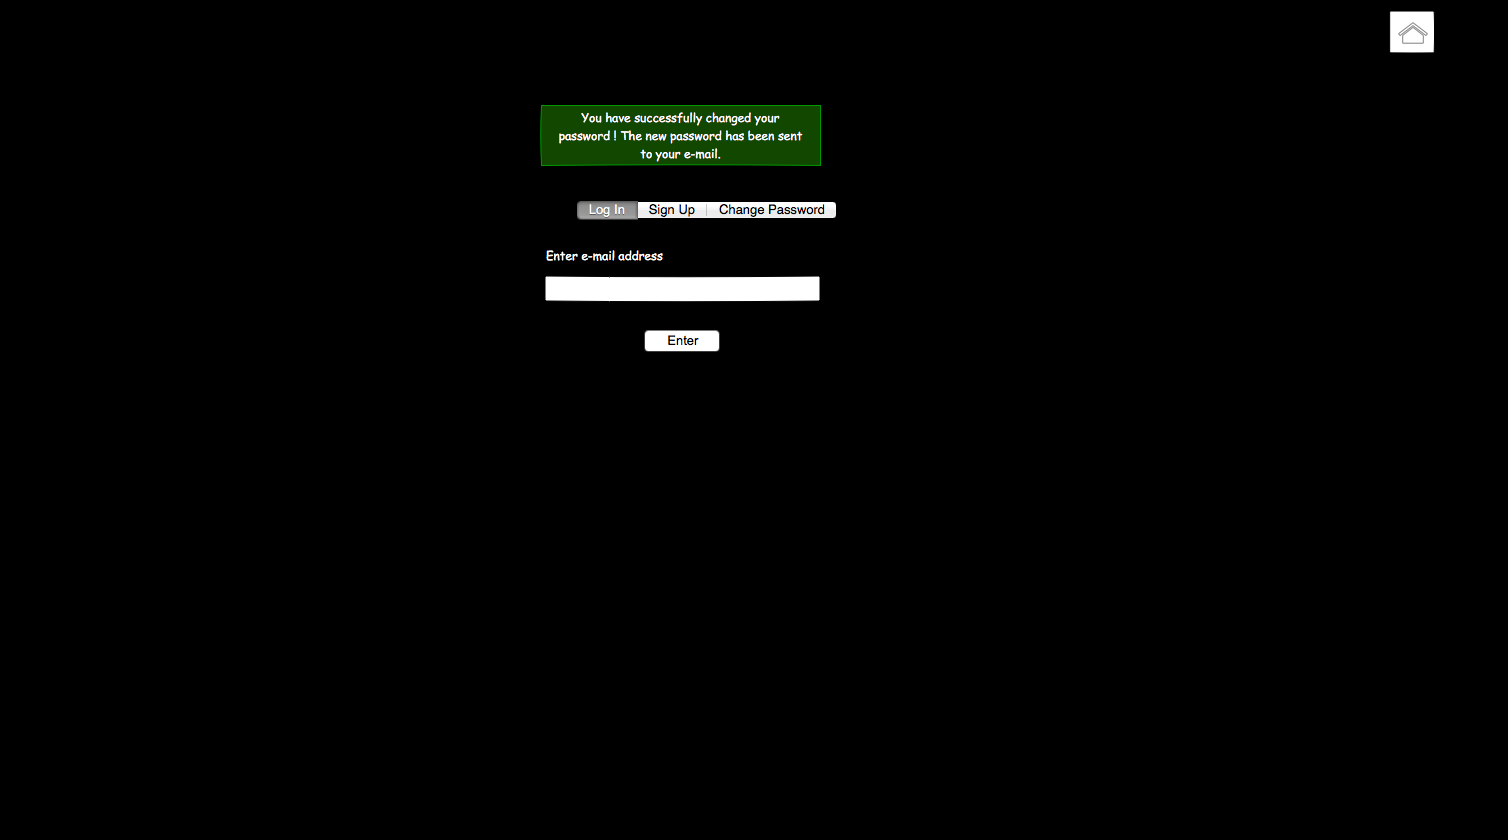 You have successfully changed your
password ! The new password has been sent
to your e-mail.
Log In Sign Up Change Password
Enter e-mail address
Enter